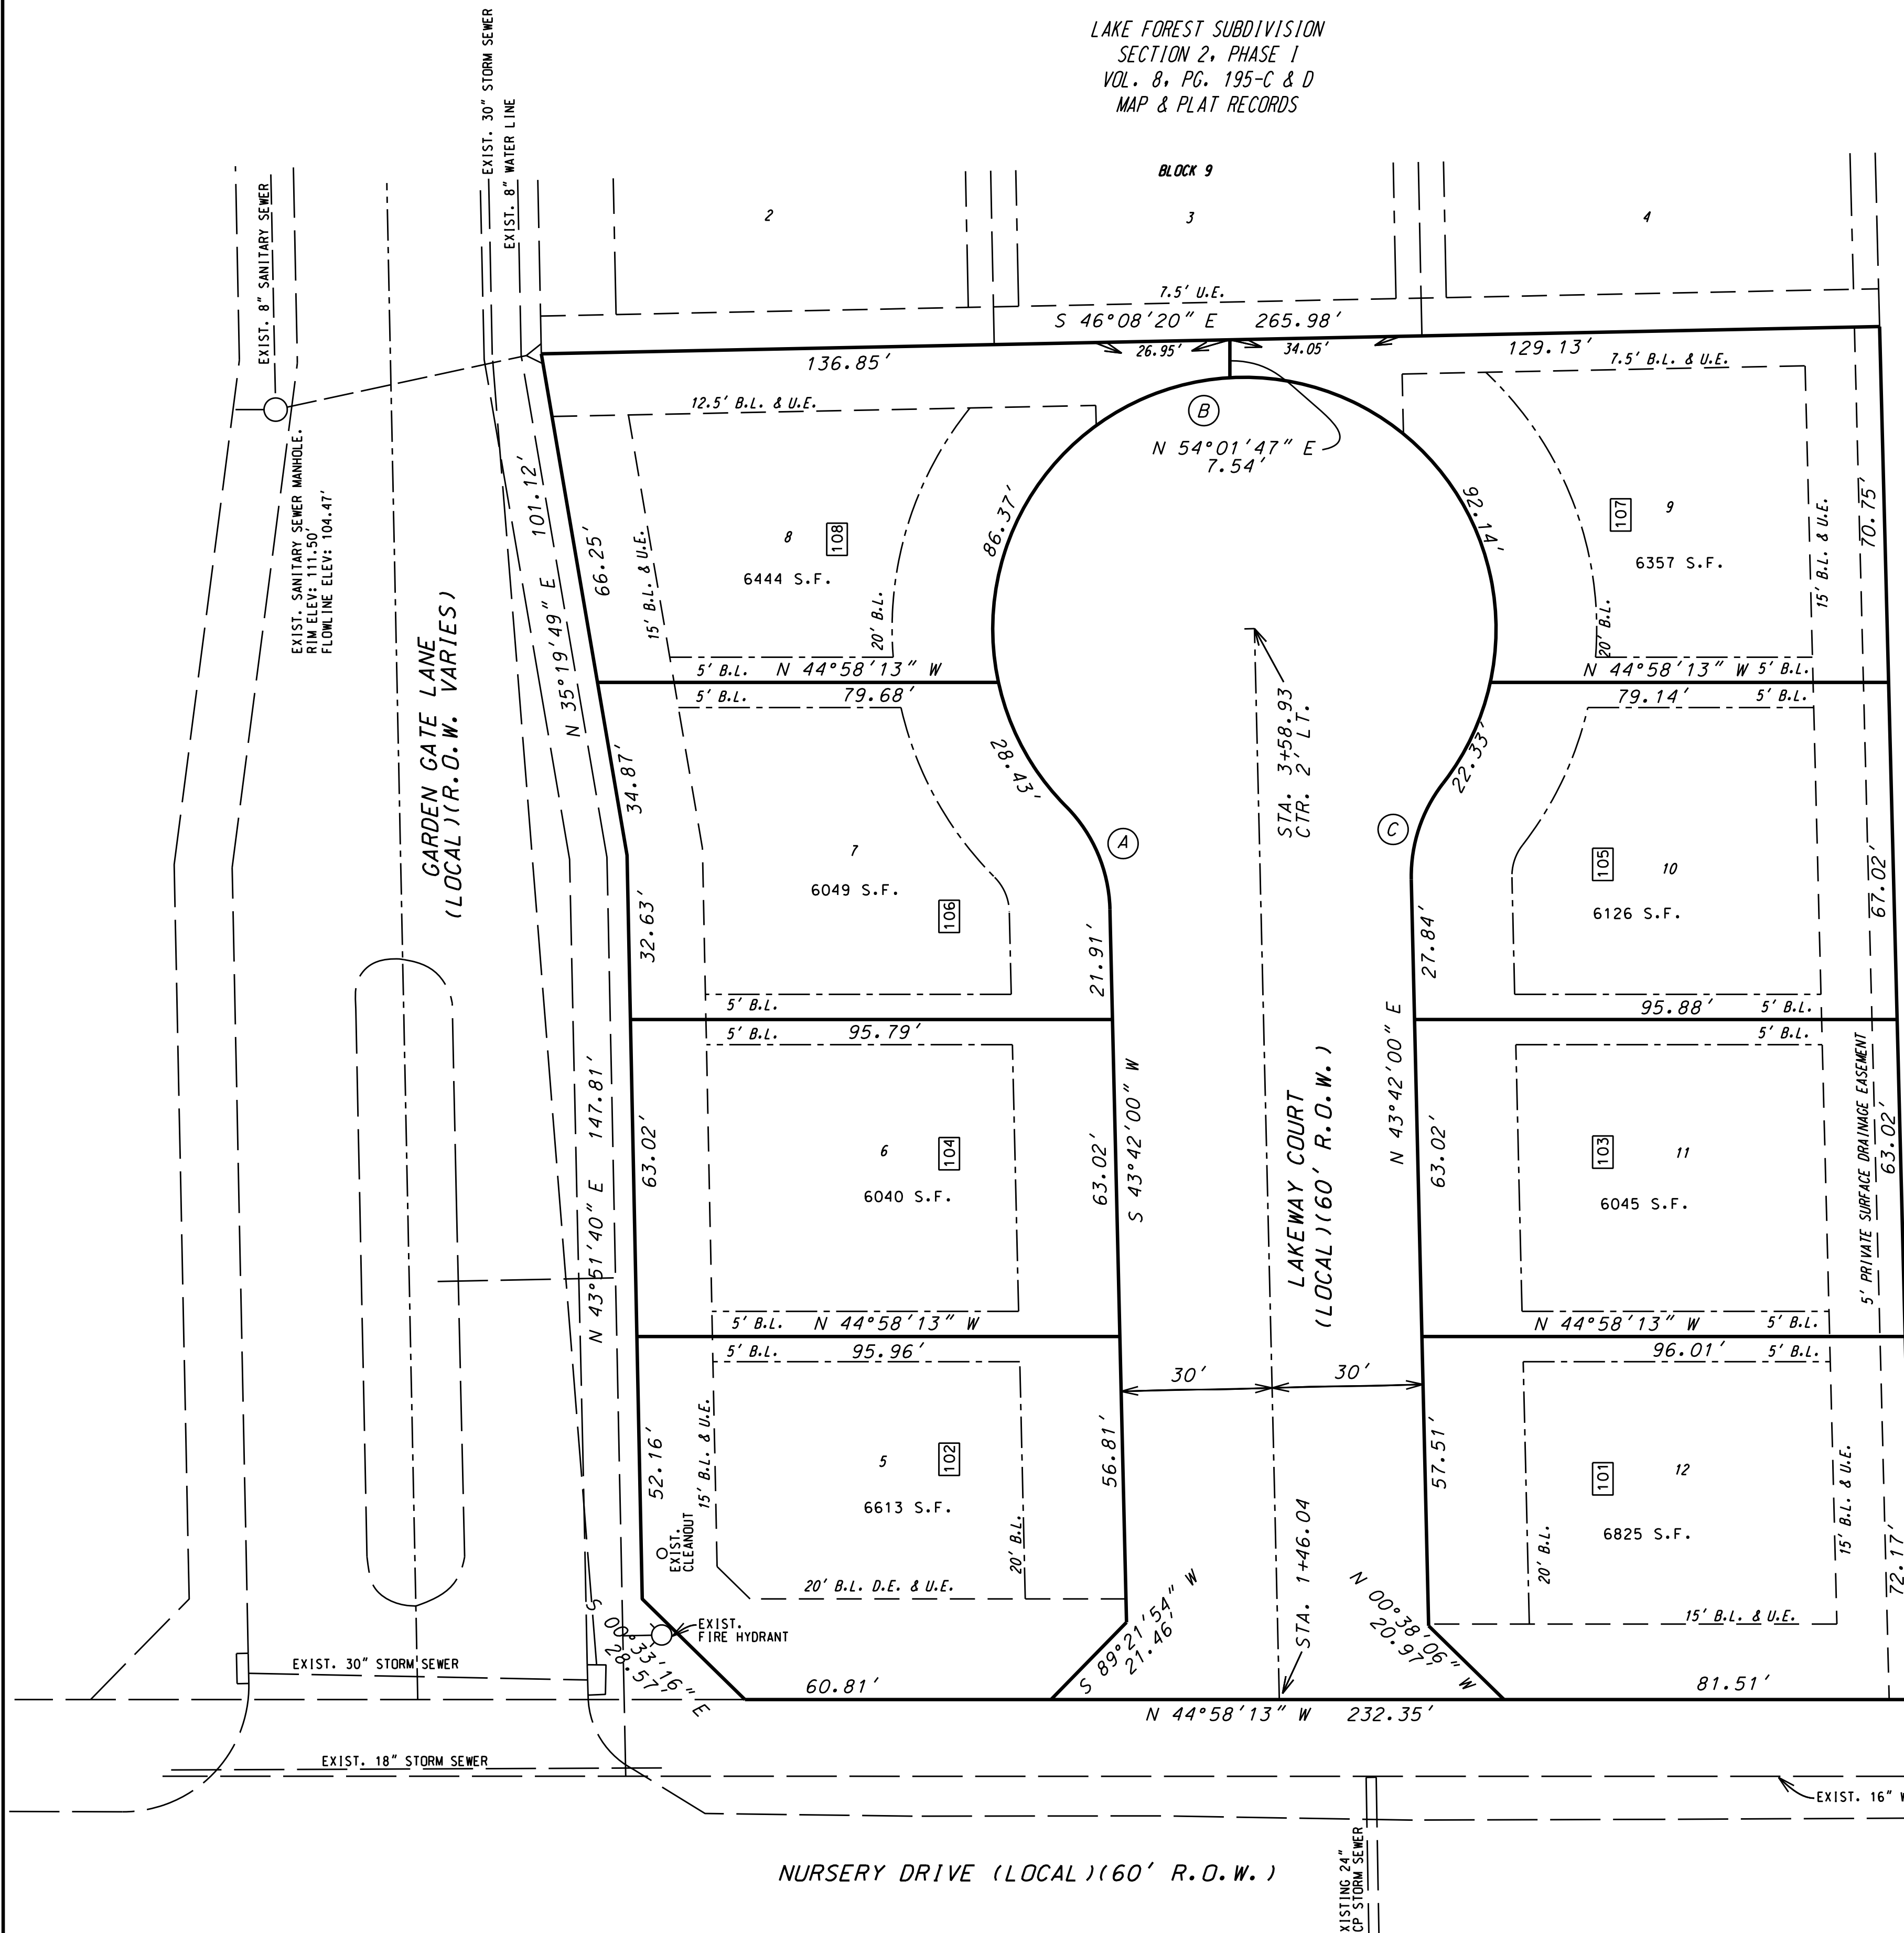 LAKE FOREST SUBDIVISION
SECTION 2, PHASE I
VOL. 8, PG. 195-C & D
MAP & PLAT RECORDS
BLOCK 9
2
3
4
7.5' U.E.
S 46°08'20" E 265.98'
136.85'
26.95'
34.05'
129.13'
7.5' B.L. & U.E.
12.5' B.L. & U.E.
B
N 54°01'47" E
7.54'
EXIST. 30" STORM SEWER
EXIST. 8" WATER LINE
EXIST. 8" SANITARY SEWER
EXIST. SANITARY SEWER MANHOLE.
RIM ELEV: 111.50'
FLOWLINE ELEV: 104.47'
GARDEN GATE LANE
(LOCAL)(R.O.W. VARIES)
N 35°19'49" E 101.12'
66.25'
15' B.L. & U.E.
8
108
6444 S.F.
20' B.L.
86.37'
92.14'
107
9
6357 S.F.
20' B.L.
15' B.L. & U.E.
70.75'
5' B.L. N 44°58'13" W
5' B.L. 79.68'
N 44°58'13" W 5' B.L.
79.14' 5' B.L.
34.87'
28.43'
22.33'
STA. 3+58.93
CTR. 2' LT.
A
C
7
6049 S.F.
106
105
10
6126 S.F.
67.02'
32.63'
21.91'
27.84'
5' B.L.
5' B.L. 95.79'
95.88' 5' B.L.
5' B.L.
N 43°51'40" E 147.81'
63.02'
6
104
6040 S.F.
63.02'
S 43°42'00" W
LAKEWAY COURT
(LOCAL)(60' R.O.W.)
N 43°42'00" E
63.02'
103
11
6045 S.F.
5' PRIVATE SURFACE DRAINAGE EASEMENT
63.02'
5' B.L. N 44°58'13" W
5' B.L. 95.96'
N 44°58'13" W 5' B.L.
96.01' 5' B.L.
30'
30'
52.16'
15' B.L. & U.E.
5
102
6613 S.F.
20' B.L.
56.81'
57.51'
101
12
6825 S.F.
20' B.L.
15' B.L. & U.E.
72.17'
EXIST.
CLEANOUT
20' B.L. D.E. & U.E.
STA. 1+46.04
15' B.L. & U.E.
EXIST.
FIRE HYDRANT
S 00°33'16" E
28.57'
S 89°21'54" W
21.46'
N 00°38'06" W
20.97'
EXIST. 30" STORM SEWER
60.81'
81.51'
N 44°58'13" W 232.35'
EXIST. 18" STORM SEWER
EXIST. 16" W
XISTING 24"
CP STORM SEWER
NURSERY DRIVE (LOCAL)(60' R.O.W.)